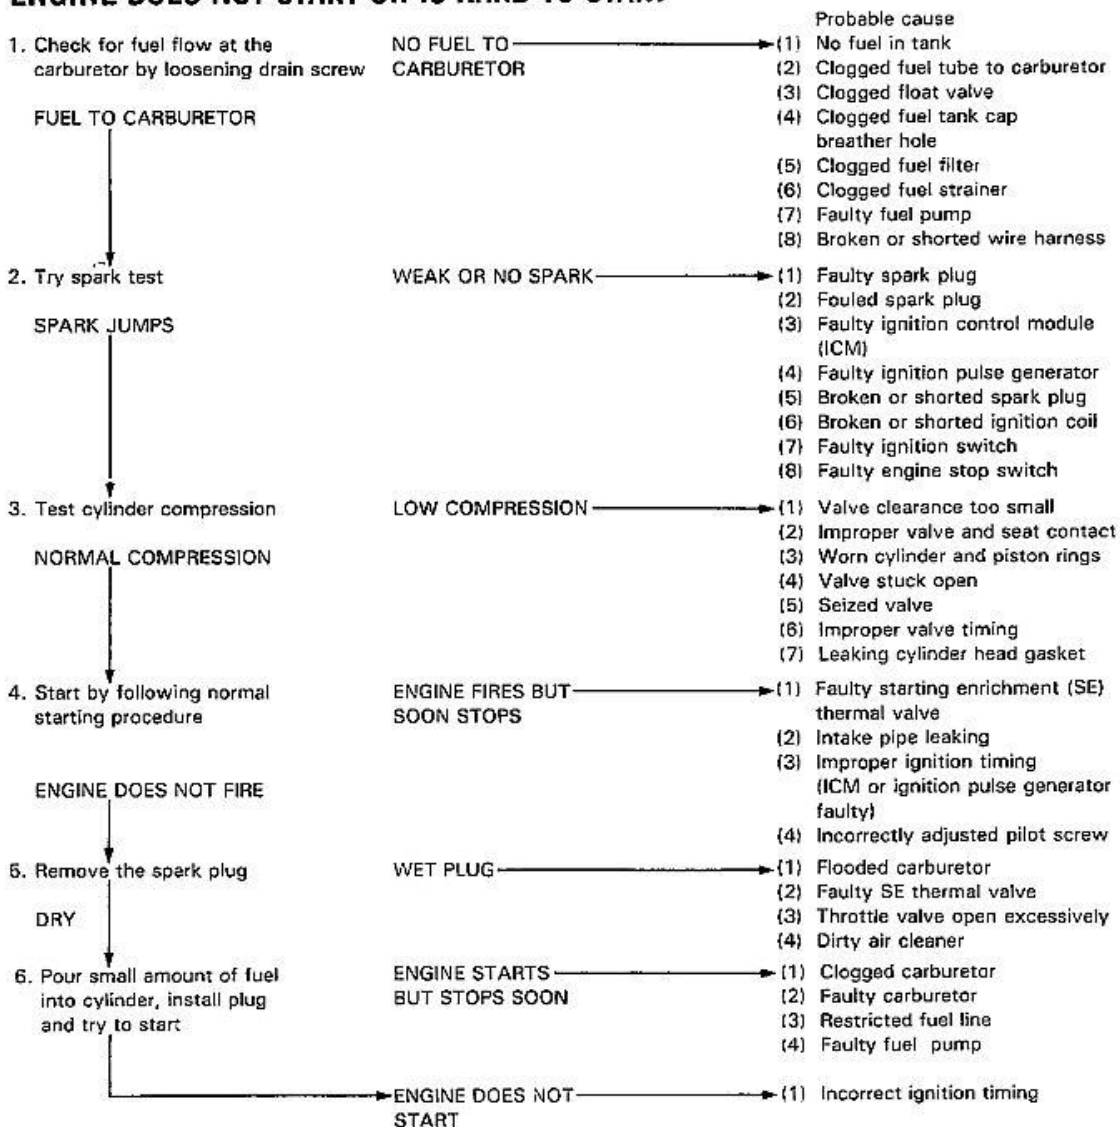 ENGINE DOES NOT START OR IS HARD TO START
Probable cause
1. Check for fuel flow at the
carburetor by loosening drain screw
NO FUEL TO
CARBURETOR
(1) No fuel in tank
(2) Clogged fuel tube to carburetor
(3) Clogged float valve
(4) Clogged fuel tank cap
breather hole
(5) Clogged fuel filter
(6) Clogged fuel strainer
(7) Faulty fuel pump
(8) Broken or shorted wire harness
FUEL TO CARBURETOR
2. Try spark test
WEAK OR NO SPARK
(1) Faulty spark plug
(2) Fouled spark plug
(3) Faulty ignition control module
(ICM)
(4) Faulty ignition pulse generator
(5) Broken or shorted spark plug
(6) Broken or shorted ignition coil
(7) Faulty ignition switch
(8) Faulty engine stop switch
SPARK JUMPS
3. Test cylinder compression
LOW COMPRESSION
(1) Valve clearance too small
(2) Improper valve and seat contact
(3) Worn cylinder and piston rings
(4) Valve stuck open
(5) Seized valve
(6) Improper valve timing
(7) Leaking cylinder head gasket
NORMAL COMPRESSION
4. Start by following normal
starting procedure
ENGINE FIRES BUT
SOON STOPS
(1) Faulty starting enrichment (SE)
thermal valve
(2) Intake pipe leaking
(3) Improper ignition timing
(ICM or ignition pulse generator
faulty)
(4) Incorrectly adjusted pilot screw
ENGINE DOES NOT FIRE
5. Remove the spark plug
WET PLUG
(1) Flooded carburetor
(2) Faulty SE thermal valve
(3) Throttle valve open excessively
(4) Dirty air cleaner
DRY
6. Pour small amount of fuel
into cylinder, install plug
and try to start
ENGINE STARTS
BUT STOPS SOON
(1) Clogged carburetor
(2) Faulty carburetor
(3) Restricted fuel line
(4) Faulty fuel pump
ENGINE DOES NOT
START
(1) Incorrect ignition timing